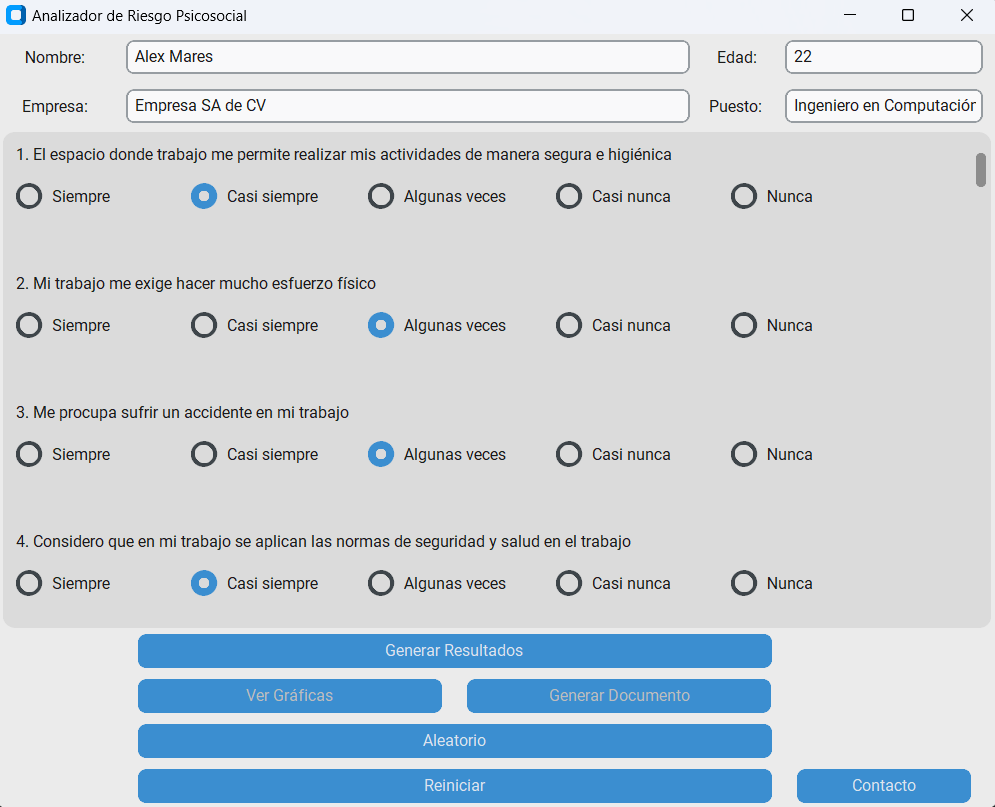 Analizador de Riesgo Psicosocial
Nombre: Alex Mares Edad: 22
Empresa: Empresa SA de CV Puesto: Ingeniero en Computación
1. El espacio donde trabajo me permite realizar mis actividades de manera segura e higiénica
Siempre Casi siempre Algunas veces Casi nunca Nunca
2. Mi trabajo me exige hacer mucho esfuerzo físico
Siempre Casi siempre Algunas veces Casi nunca Nunca
3. Me procupa sufrir un accidente en mi trabajo
Siempre Casi siempre Algunas veces Casi nunca Nunca
4. Considero que en mi trabajo se aplican las normas de seguridad y salud en el trabajo
Siempre Casi siempre Algunas veces Casi nunca Nunca
Generar Resultados
Ver Gráficas Generar Documento
Aleatorio
Reiniciar Contacto